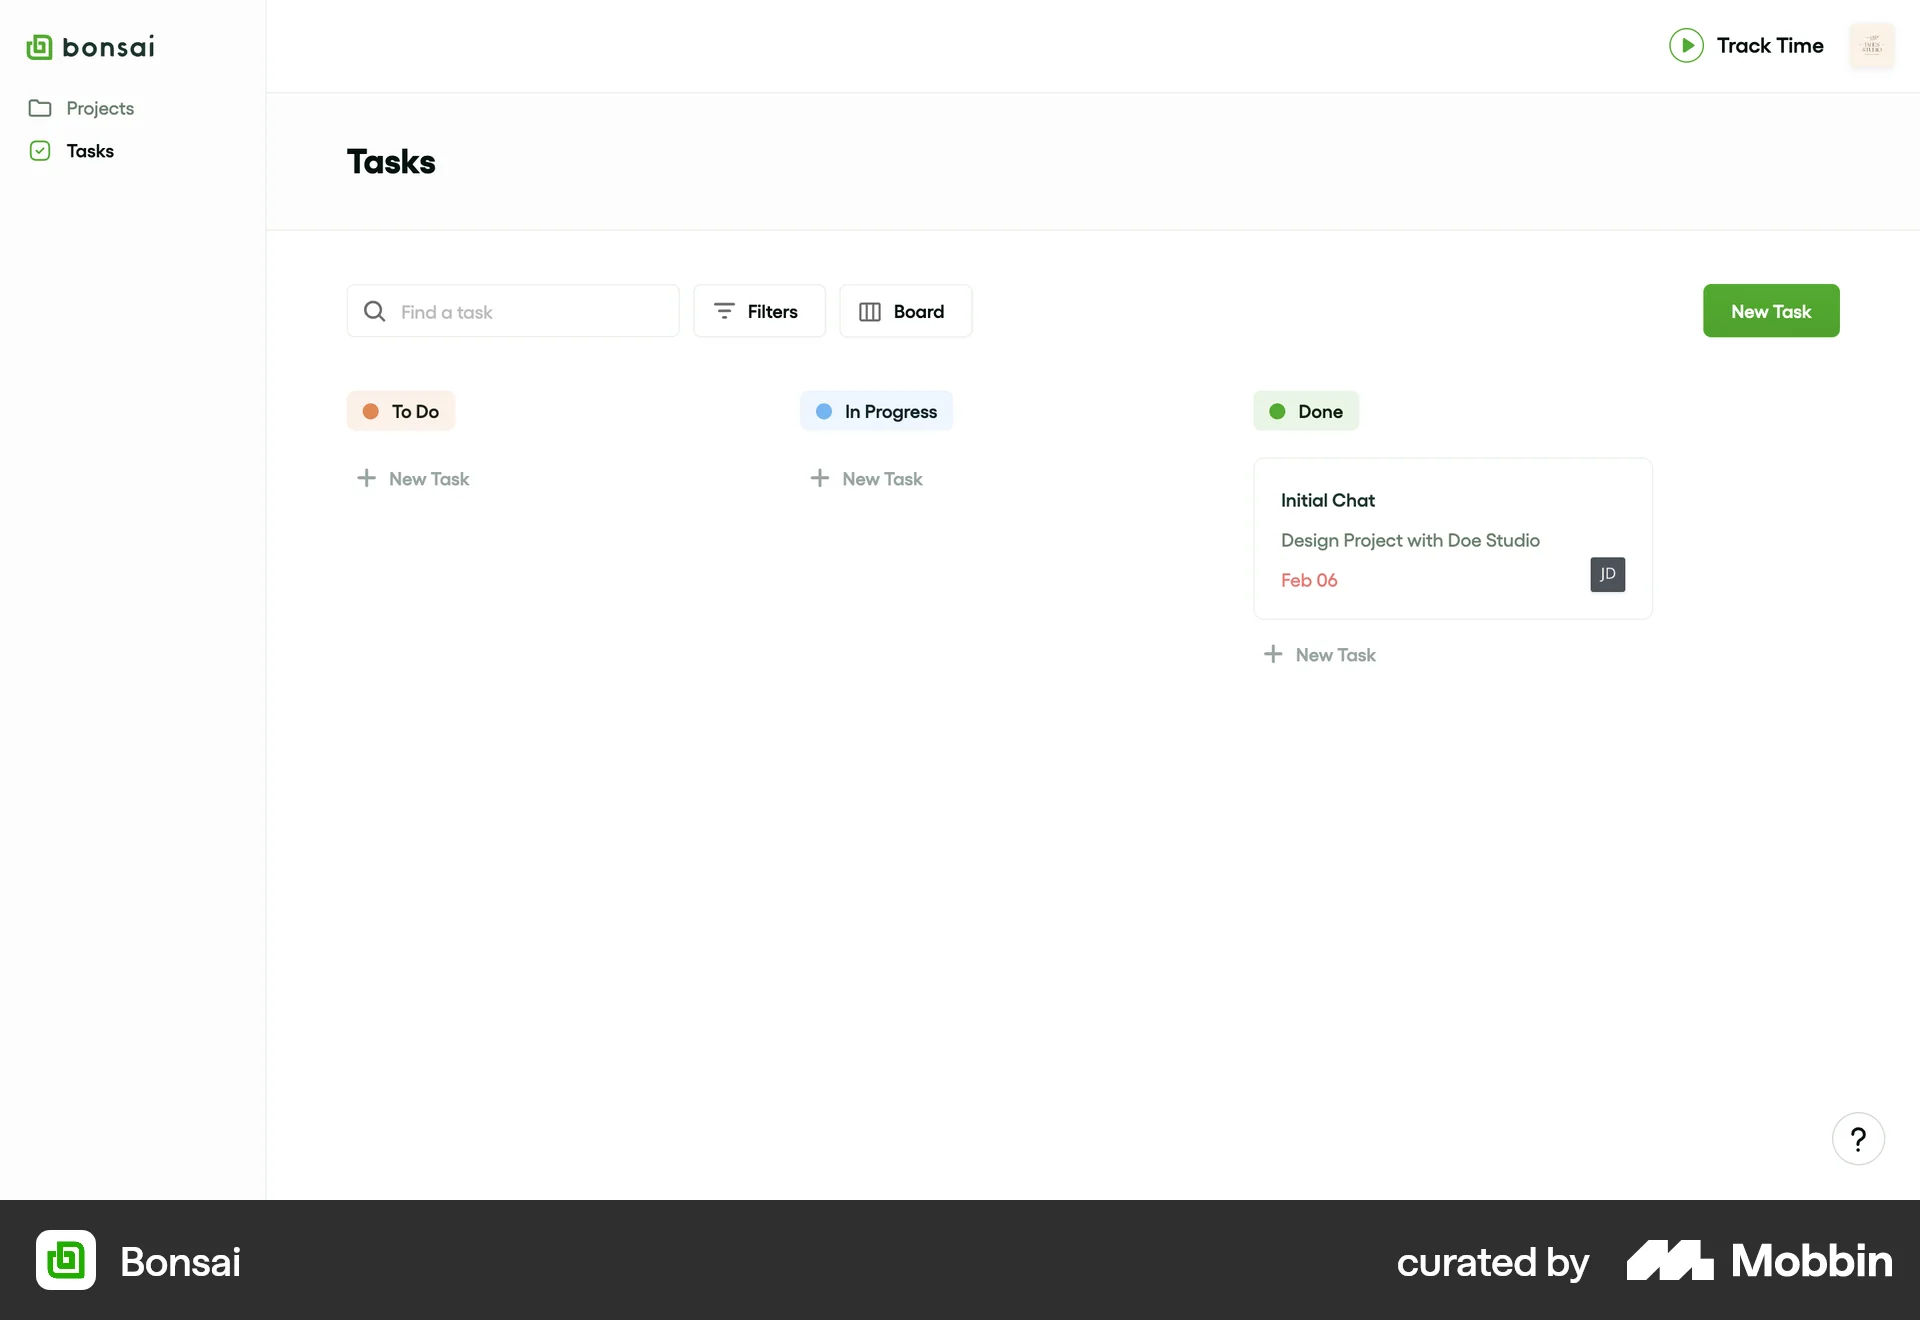 bonsai
Track Time
Projects
Tasks
Tasks
Find a task
Filters
Board
New Task
To Do
In Progress
Done
New Task
New Task
Initial Chat
Design Project with Doe Studio
Feb 06
JD
New Task
?
Bonsai
curated by Mobbin